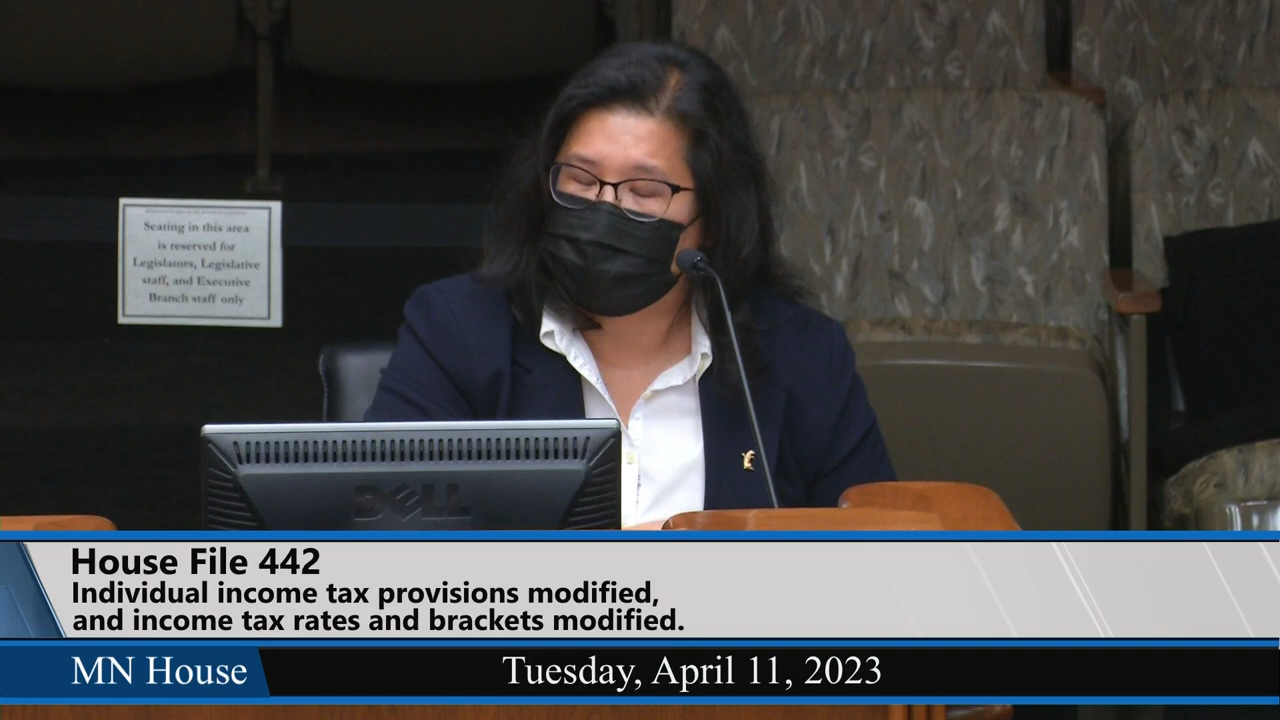 Seating in this area
is reserved for
Legislators, Legislative
staff, and Executive
Branch staff only
DELL
House File 442
Individual income tax provisions modified,
and income tax rates and brackets modified.
MN House
Tuesday, April 11, 2023